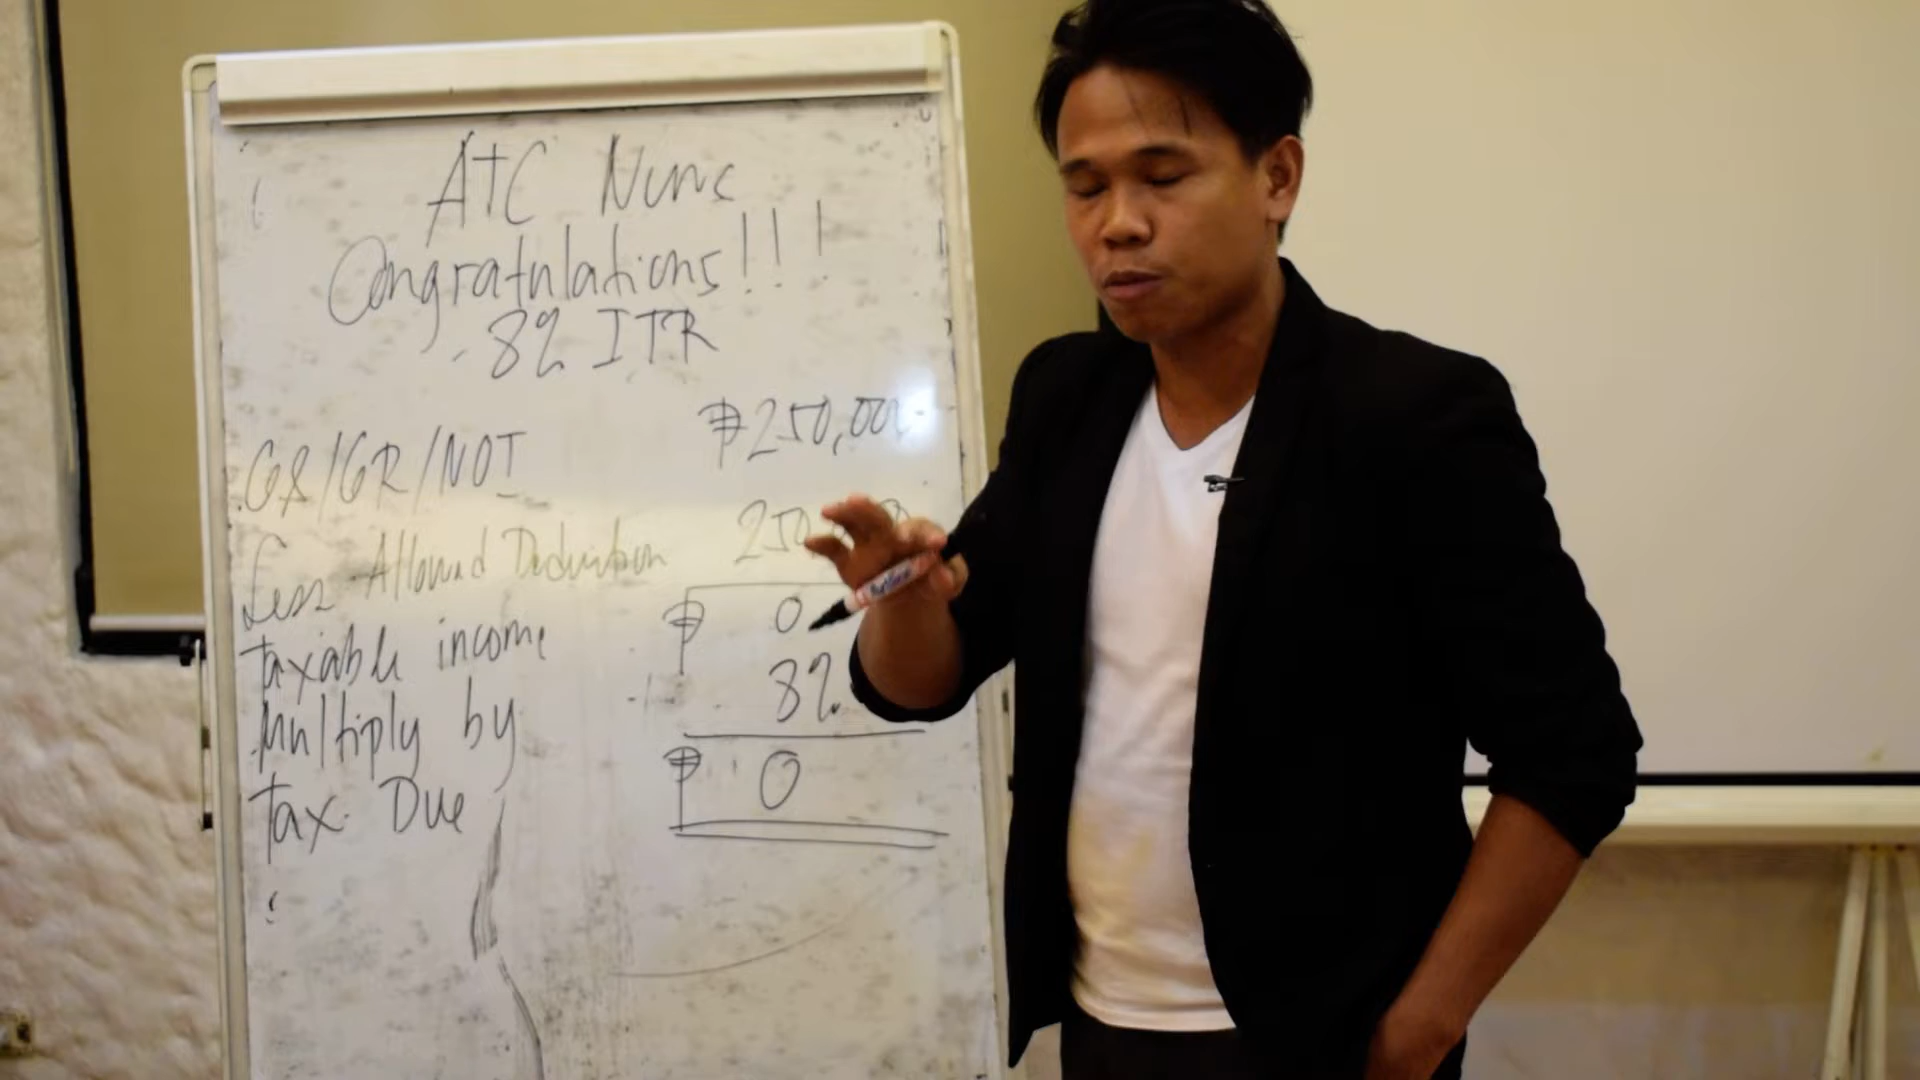 ATC
Congratulations!!!
8% ITR
GS/GR/NOT ₱250,000
Less Allowed Deduction 250
taxable income ₱ 0
Multiply by 8%
Tax Due ₱ 0